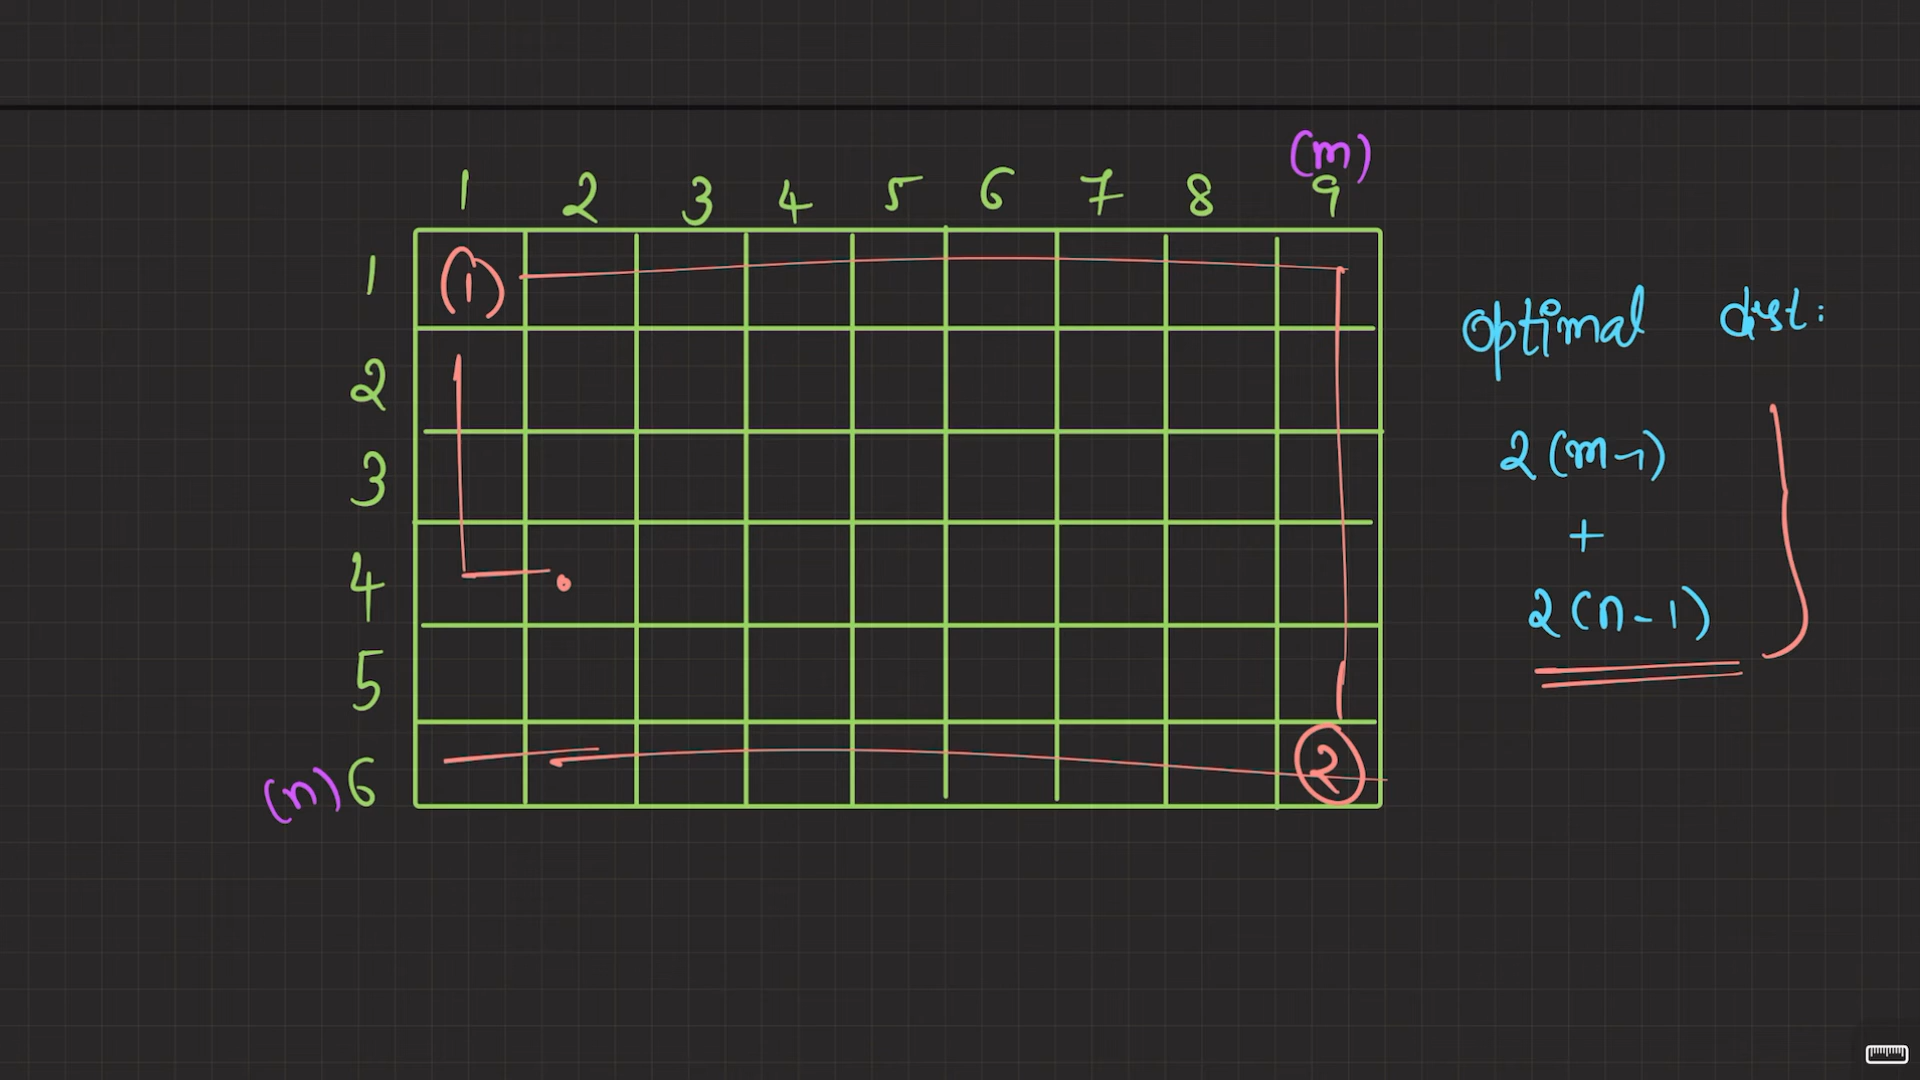 (m)
1 2 3 4 5 6 7 8 9
1 (1)
2
3
4
5
(n) 6 2
Optimal dist:
2(m-1)
+
2(n-1)